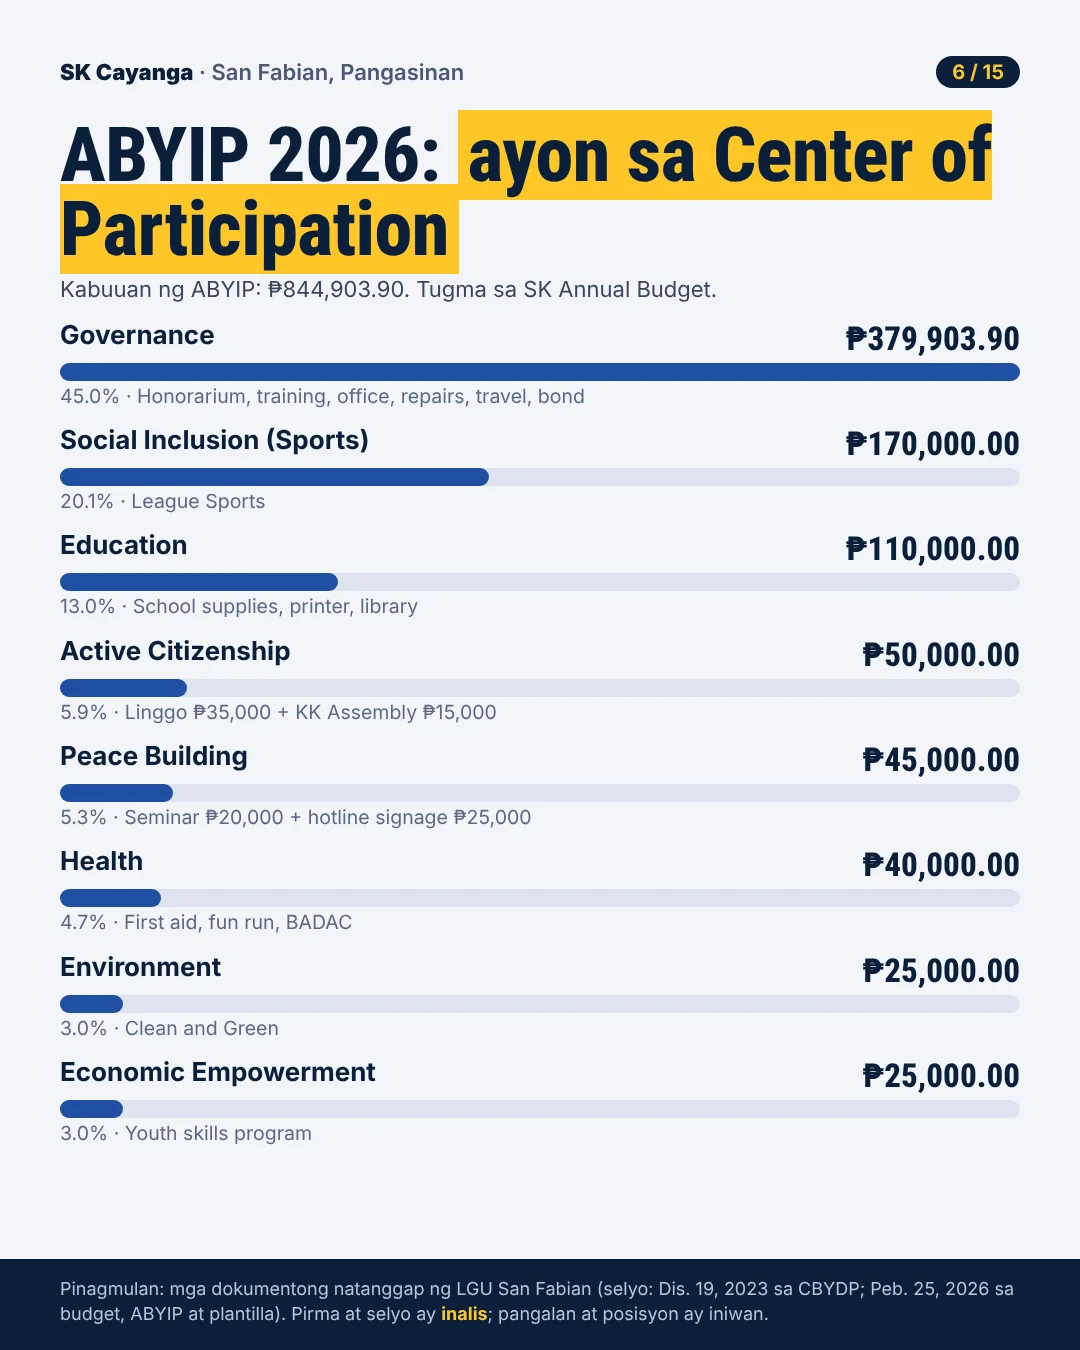 SK Cayanga · San Fabian, Pangasinan
6 / 15
ABYIP 2026: ayon sa Center of
Participation
Kabuuan ng ABYIP: ₱844,903.90. Tugma sa SK Annual Budget.
Governance
₱379,903.90
45.0% · Honorarium, training, office, repairs, travel, bond
Social Inclusion (Sports)
₱170,000.00
20.1% · League Sports
Education
₱110,000.00
13.0% · School supplies, printer, library
Active Citizenship
₱50,000.00
5.9% · Linggo ₱35,000 + KK Assembly ₱15,000
Peace Building
₱45,000.00
5.3% · Seminar ₱20,000 + hotline signage ₱25,000
Health
₱40,000.00
4.7% · First aid, fun run, BADAC
Environment
₱25,000.00
3.0% · Clean and Green
Economic Empowerment
₱25,000.00
3.0% · Youth skills program
Pinagmulan: mga dokumentong natanggap ng LGU San Fabian (selyo: Dis. 19, 2023 sa CBYDP; Peb. 25, 2026 sa
budget, ABYIP at plantilla). Pirma at selyo ay inalis; pangalan at posisyon ay iniwan.